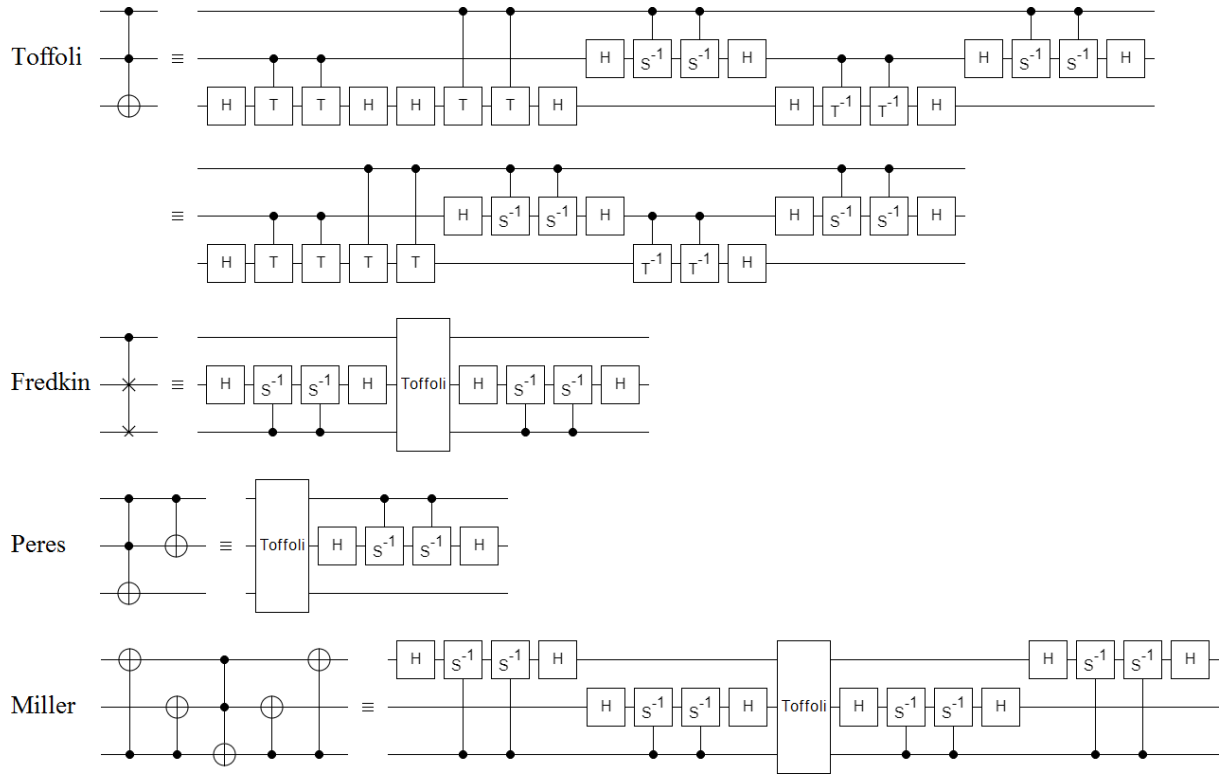 Toffoli ≡ H T T H H T T H H S⁻¹ S⁻¹ H H T⁻¹ T⁻¹ H H S⁻¹ S⁻¹ H
≡ H T T T T H S⁻¹ S⁻¹ H T⁻¹ T⁻¹ H H S⁻¹ S⁻¹ H
Fredkin ≡ H S⁻¹ S⁻¹ H Toffoli H S⁻¹ S⁻¹ H
Peres ≡ Toffoli H S⁻¹ S⁻¹ H
Miller ≡ H S⁻¹ S⁻¹ H H S⁻¹ S⁻¹ H Toffoli H S⁻¹ S⁻¹ H H S⁻¹ S⁻¹ H